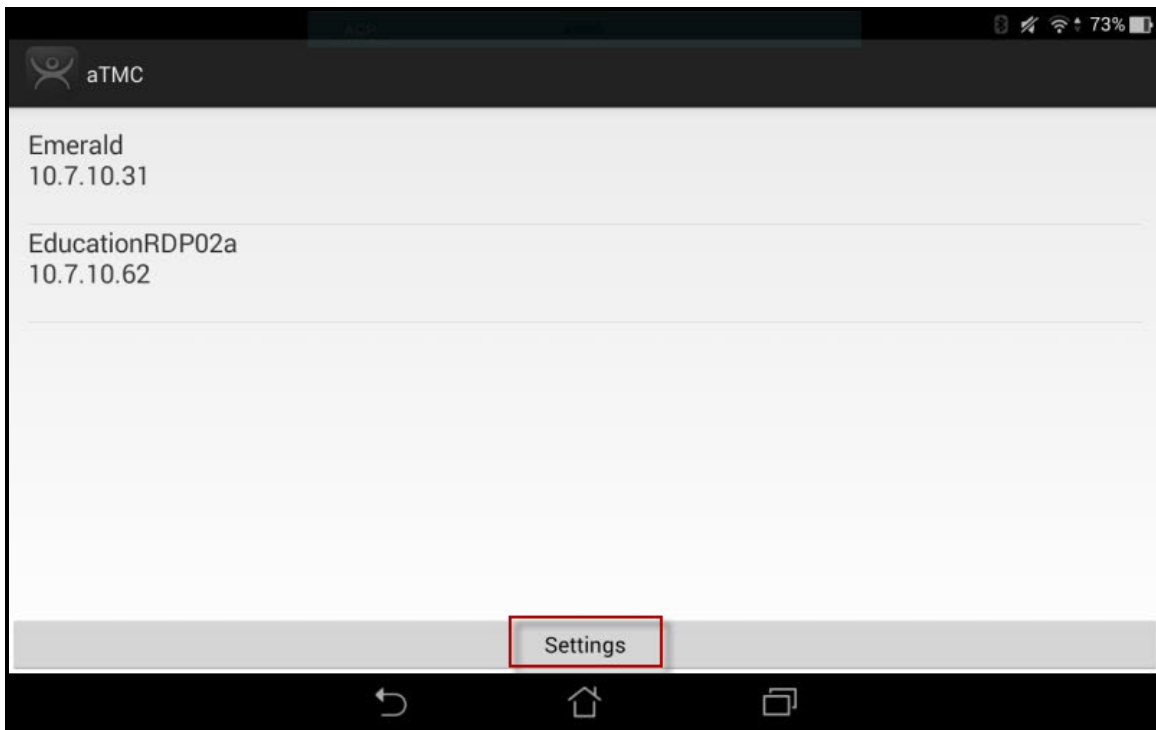 73%
aTMC
Emerald
10.7.10.31
EducationRDP02a
10.7.10.62
Settings